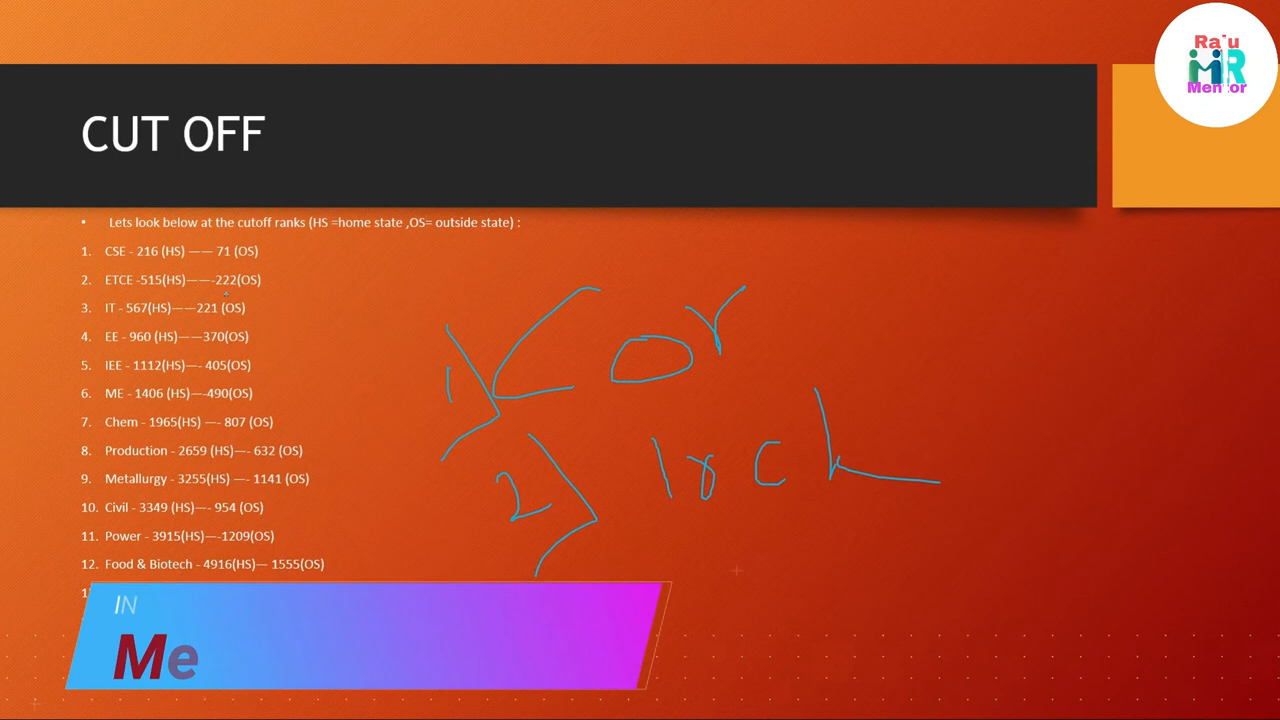 Raju
MR
Mentor
CUT OFF
• Lets look below at the cutoff ranks (HS =home state ,OS= outside state) :
1. CSE - 216 (HS) —— 71 (OS)
2. ETCE -515(HS)——-222(OS)
3. IT - 567(HS)——221 (OS)
4. EE - 960 (HS)——370(OS)
5. IEE - 1112(HS)—- 405(OS)
6. ME - 1406 (HS)—-490(OS)
7. Chem - 1965(HS) —- 807 (OS)
8. Production - 2659 (HS)—- 632 (OS)
9. Metallurgy - 3255(HS) —- 1141 (OS)
10. Civil - 3349 (HS)—- 954 (OS)
11. Power - 3915(HS)—-1209(OS)
12. Food & Biotech - 4916(HS)— 1555(OS)
1)
or
2)
IN
Me